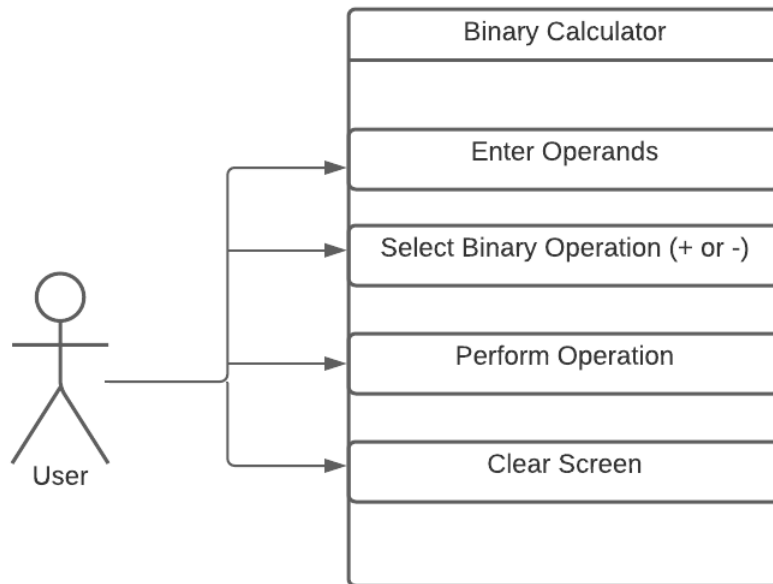 Binary Calculator
Enter Operands
Select Binary Operation (+ or -)
Perform Operation
Clear Screen
User